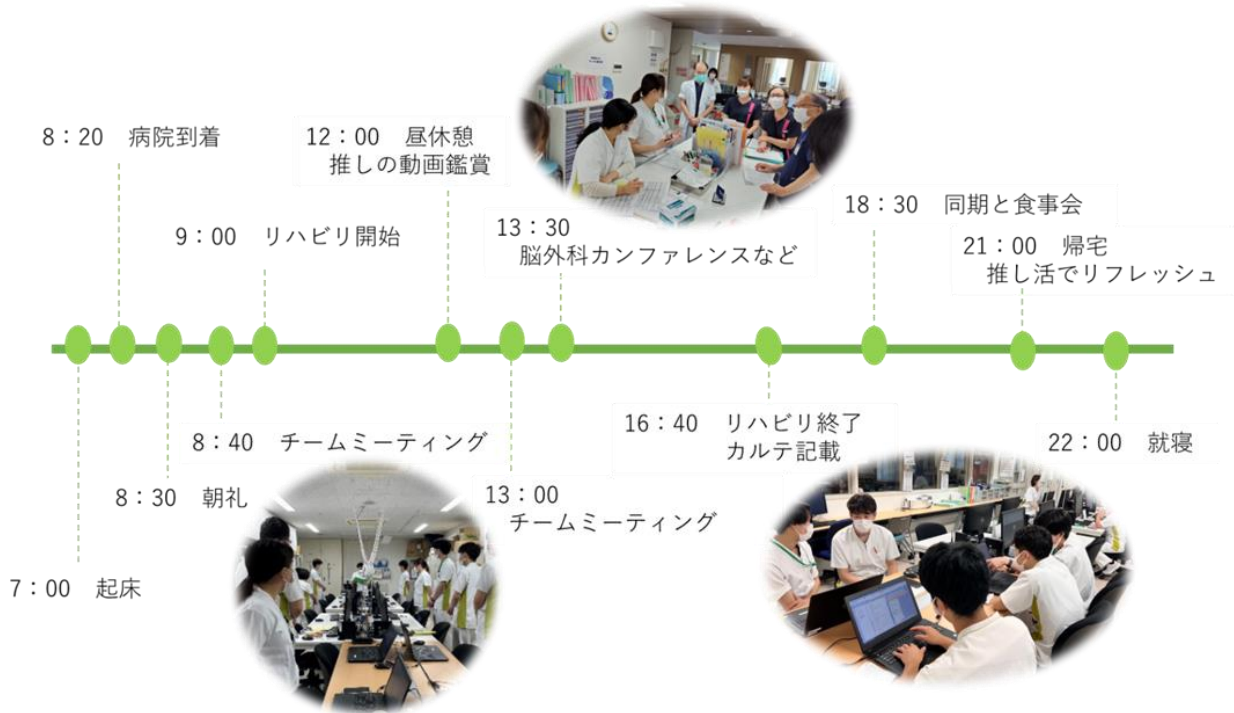 7：00　起床
8：20　病院到着
8：30　朝礼
8：40　チームミーティング
9：00　リハビリ開始
12：00　昼休憩
推しの動画鑑賞
13：00
チームミーティング
13：30
脳外科カンファレンスなど
16：40　リハビリ終了
カルテ記載
18：30　同期と食事会
21：00　帰宅
推し活でリフレッシュ
22：00　就寝